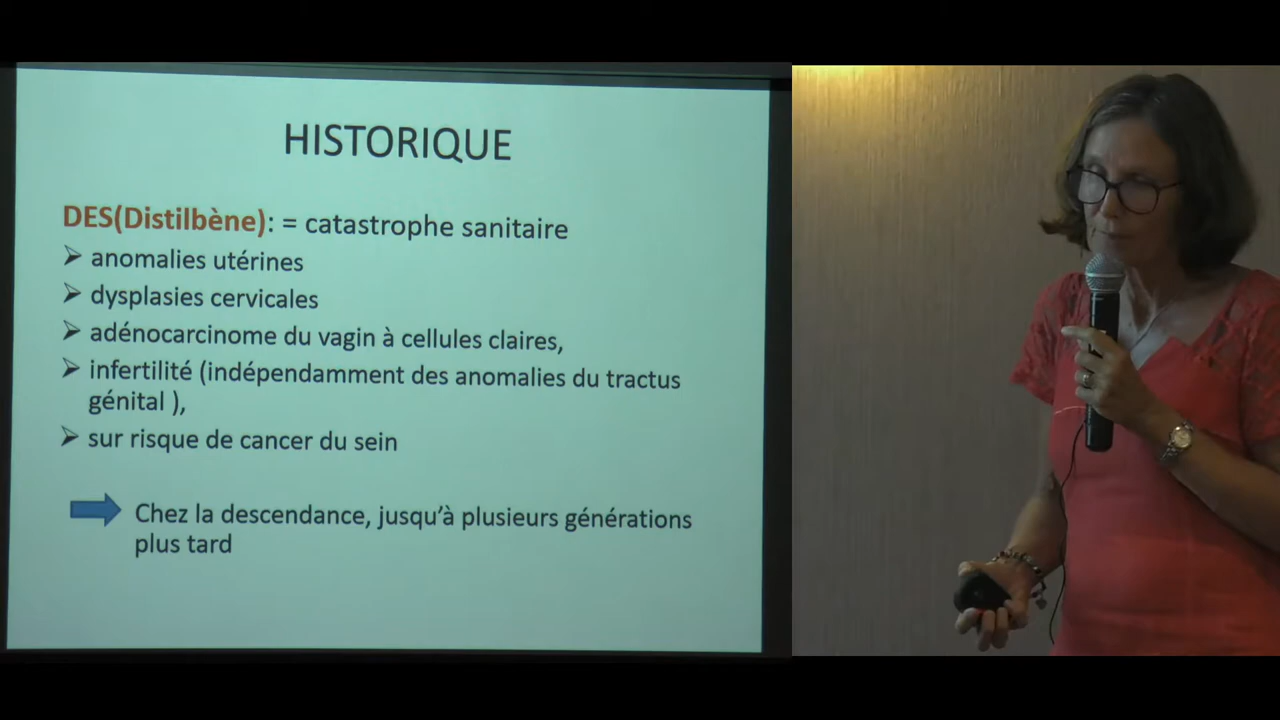 HISTORIQUE
DES(Distilbène): = catastrophe sanitaire
anomalies utérines
dysplasies cervicales
adénocarcinome du vagin à cellules claires,
infertilité (indépendamment des anomalies du tractus
génital ),
sur risque de cancer du sein
Chez la descendance, jusqu'à plusieurs générations
plus tard